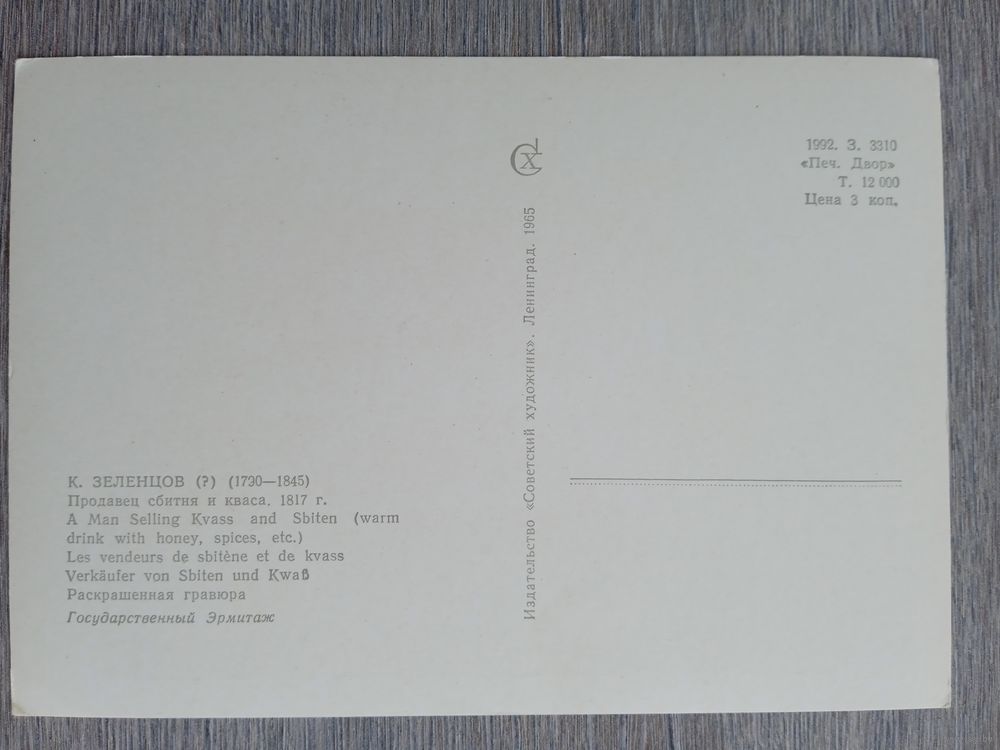 К. ЗЕЛЕНЦОВ (?) (1790—1845)
Продавец сбитня и кваса. 1817 г.
A Man Selling Kvass and Sbiten (warm
drink with honey, spices, etc.)
Les vendeurs de sbitène et de kvass
Verkäufer von Sbiten und Kwaß
Раскрашенная гравюра
Государственный Эрмитаж
СХ
Издательство «Советский художник». Ленинград. 1965
1992. З. 3310
«Печ. Двор»
Т. 12 000
Цена 3 коп.